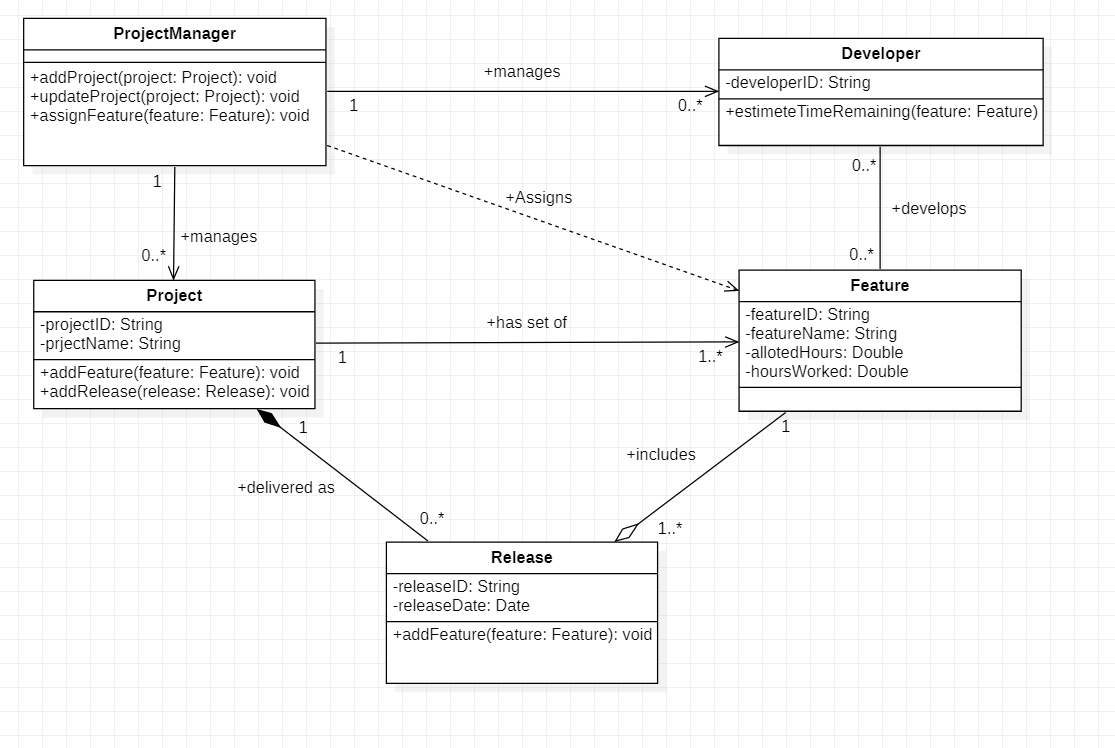 ProjectManager
+addProject(project: Project): void
+updateProject(project: Project): void
+assignFeature(feature: Feature): void
+manages
1
0..*
Developer
-developerID: String
+estimeteTimeRemaining(feature: Feature)
1
+manages
0..*
+Assigns
0..*
+develops
0..*
Project
-projectID: String
-prjectName: String
+addFeature(feature: Feature): void
+addRelease(release: Release): void
+has set of
1
1..*
Feature
-featureID: String
-featureName: String
-allotedHours: Double
-hoursWorked: Double
1
+delivered as
0..*
1
+includes
1..*
Release
-releaseID: String
-releaseDate: Date
+addFeature(feature: Feature): void